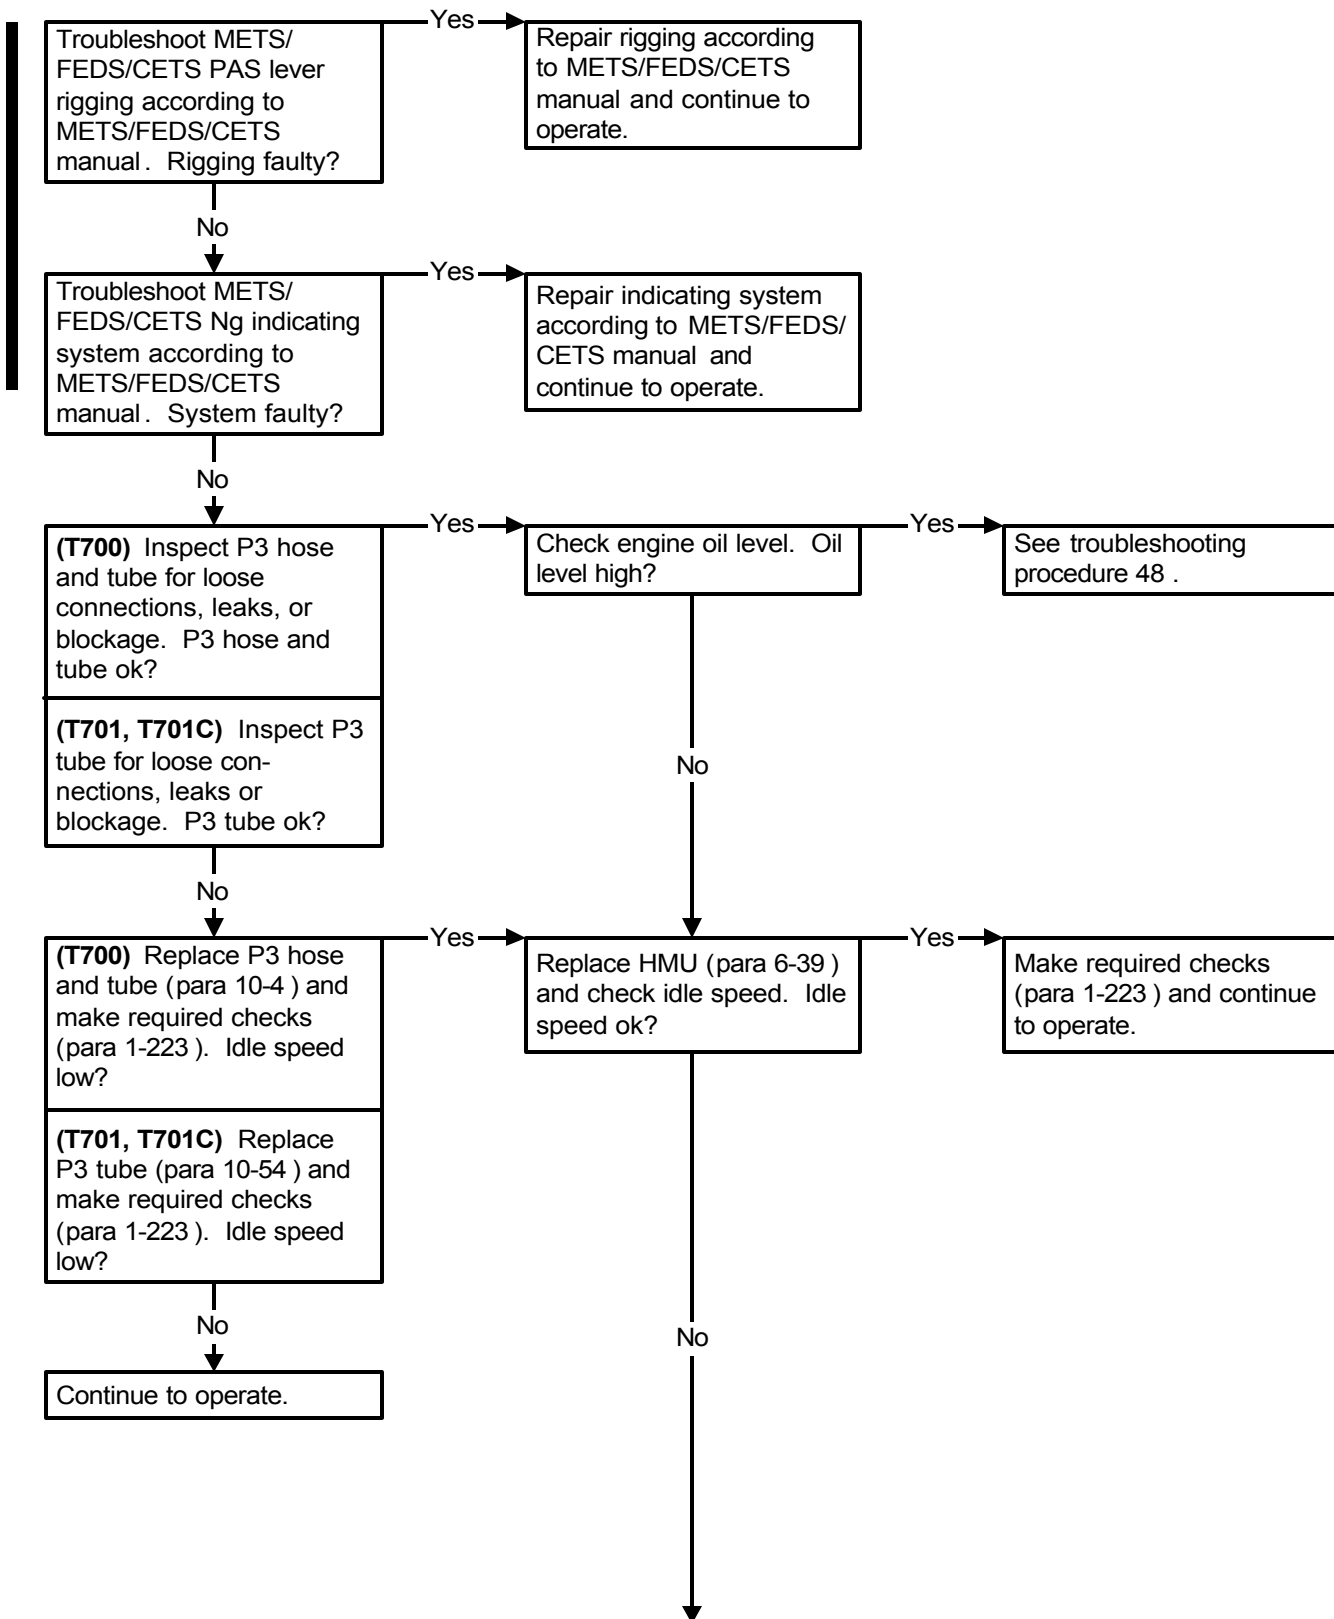 Troubleshoot METS/
FEDS/CETS PAS lever
rigging according to
METS/FEDS/CETS
manual. Rigging faulty?
Yes
Repair rigging according
to METS/FEDS/CETS
manual and continue to
operate.
No
Troubleshoot METS/
FEDS/CETS Ng indicating
system according to
METS/FEDS/CETS
manual. System faulty?
Yes
Repair indicating system
according to METS/FEDS/
CETS manual and
continue to operate.
No
(T700) Inspect P3 hose
and tube for loose
connections, leaks, or
blockage. P3 hose and
tube ok?
(T701, T701C) Inspect P3
tube for loose con-
nections, leaks or
blockage. P3 tube ok?
Yes
Check engine oil level. Oil
level high?
Yes
See troubleshooting
procedure 48 .
No
No
(T700) Replace P3 hose
and tube (para 10-4 ) and
make required checks
(para 1-223 ). Idle speed
low?
(T701, T701C) Replace
P3 tube (para 10-54 ) and
make required checks
(para 1-223 ). Idle speed
low?
Yes
Replace HMU (para 6-39 )
and check idle speed. Idle
speed ok?
Yes
Make required checks
(para 1-223 ) and continue
to operate.
No
No
Continue to operate.